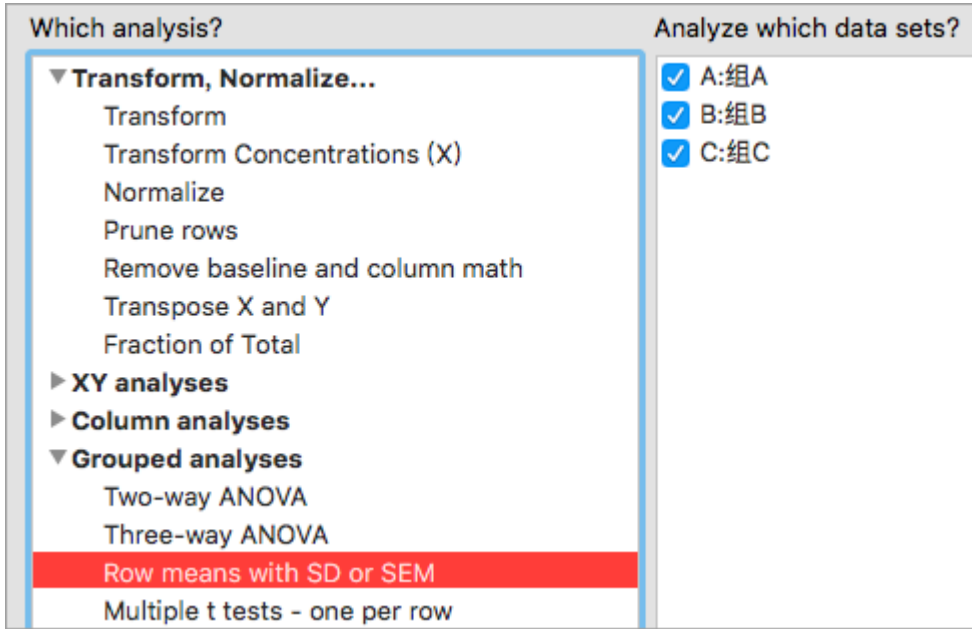 Which analysis?
Transform, Normalize...
Transform
Transform Concentrations (X)
Normalize
Prune rows
Remove baseline and column math
Transpose X and Y
Fraction of Total
XY analyses
Column analyses
Grouped analyses
Two-way ANOVA
Three-way ANOVA
Row means with SD or SEM
Multiple t tests - one per row
Analyze which data sets?
A:组A
B:组B
C:组C